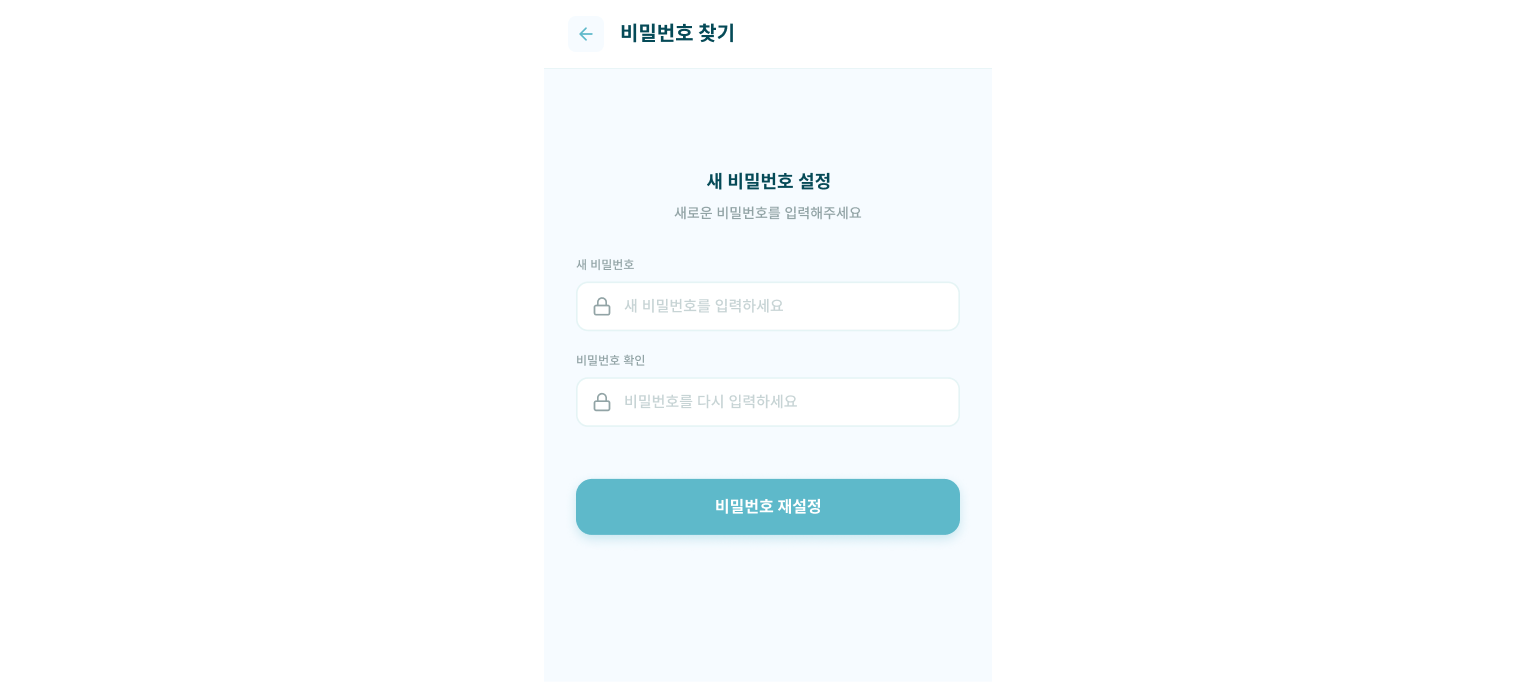 비밀번호 찾기
새 비밀번호 설정
새로운 비밀번호를 입력해주세요
새 비밀번호
새 비밀번호를 입력하세요
비밀번호 확인
비밀번호를 다시 입력하세요
비밀번호 재설정